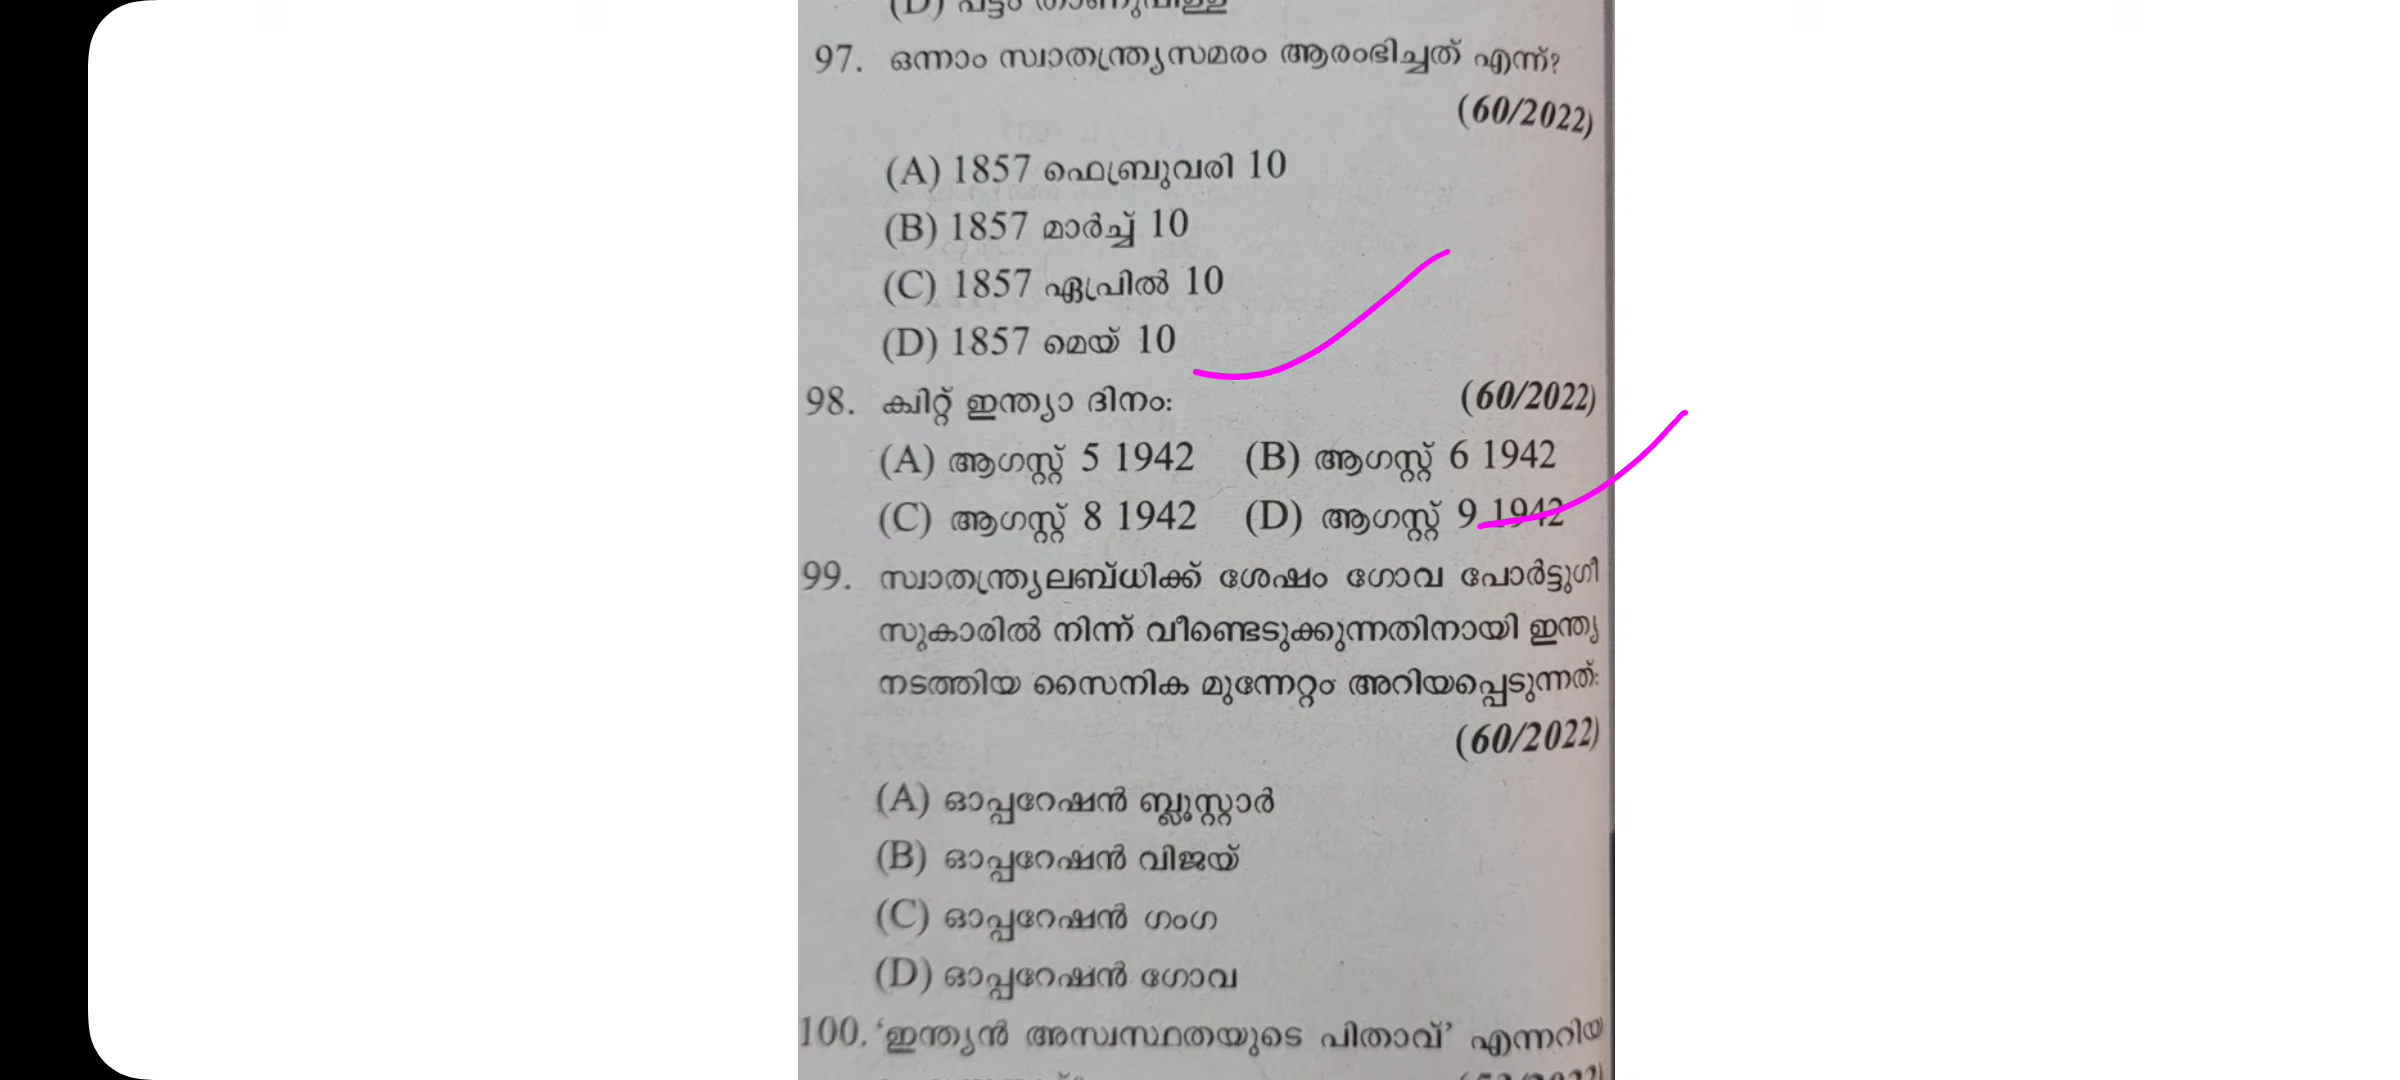 (D) പട്ടം താണുപിള്ള
97. ഒന്നാം സ്വാതന്ത്ര്യസമരം ആരംഭിച്ചത് എന്ന്?
(60/2022)
(A) 1857 ഫെബ്രുവരി 10
(B) 1857 മാർച്ച് 10
(C) 1857 ഏപ്രിൽ 10
(D) 1857 മെയ് 10
98. ക്വിറ്റ് ഇന്ത്യാ ദിനം: (60/2022)
(A) ആഗസ്റ്റ് 5 1942 (B) ആഗസ്റ്റ് 6 1942
(C) ആഗസ്റ്റ് 8 1942 (D) ആഗസ്റ്റ് 9 1942
99. സ്വാതന്ത്ര്യലബ്ധിക്ക് ശേഷം ഗോവ പോർട്ടുഗീ
സുകാരിൽ നിന്ന് വീണ്ടെടുക്കുന്നതിനായി ഇന്ത്യ
നടത്തിയ സൈനിക മുന്നേറ്റം അറിയപ്പെടുന്നത്:
(60/2022)
(A) ഓപ്പറേഷൻ ബ്ലൂസ്റ്റാർ
(B) ഓപ്പറേഷൻ വിജയ്
(C) ഓപ്പറേഷൻ ഗംഗ
(D) ഓപ്പറേഷൻ ഗോവ
100. 'ഇന്ത്യൻ അസ്വസ്ഥതയുടെ പിതാവ്' എന്നറിയ